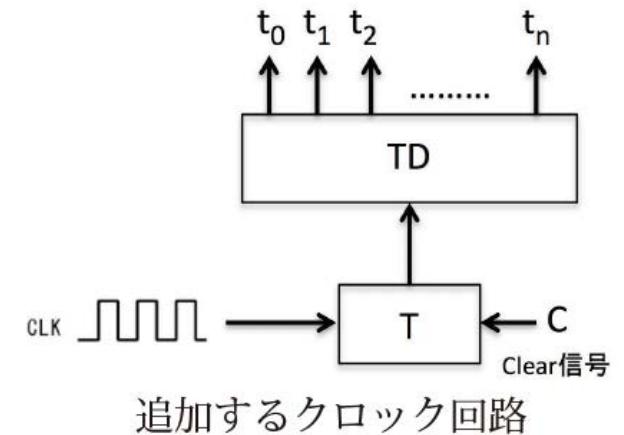 t0 t1 t2 ......... tn
TD
CLK T C
Clear信号
追加するクロック回路